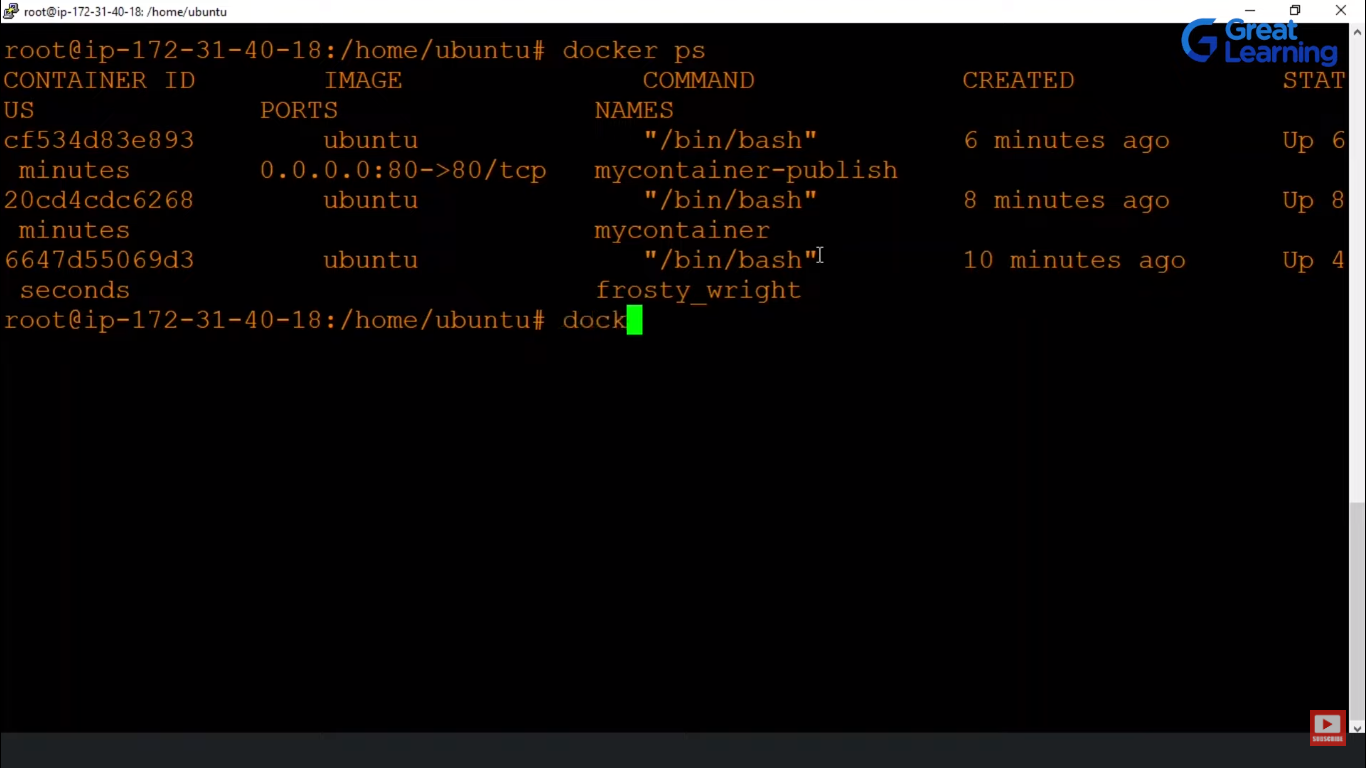 root@ip-172-31-40-18: /home/ubuntu
Great
Learning
root@ip-172-31-40-18:/home/ubuntu# docker ps
CONTAINER ID        IMAGE               COMMAND             CREATED             STAT
US              PORTS                NAMES
cf534d83e893        ubuntu              "/bin/bash"         6 minutes ago       Up 6
 minutes        0.0.0.0:80->80/tcp   mycontainer-publish
20cd4cdc6268        ubuntu              "/bin/bash"         8 minutes ago       Up 8
 minutes                             mycontainer
6647d55069d3        ubuntu              "/bin/bash"         10 minutes ago      Up 4
 seconds                             frosty_wright
root@ip-172-31-40-18:/home/ubuntu# dock
SUBSCRIBE